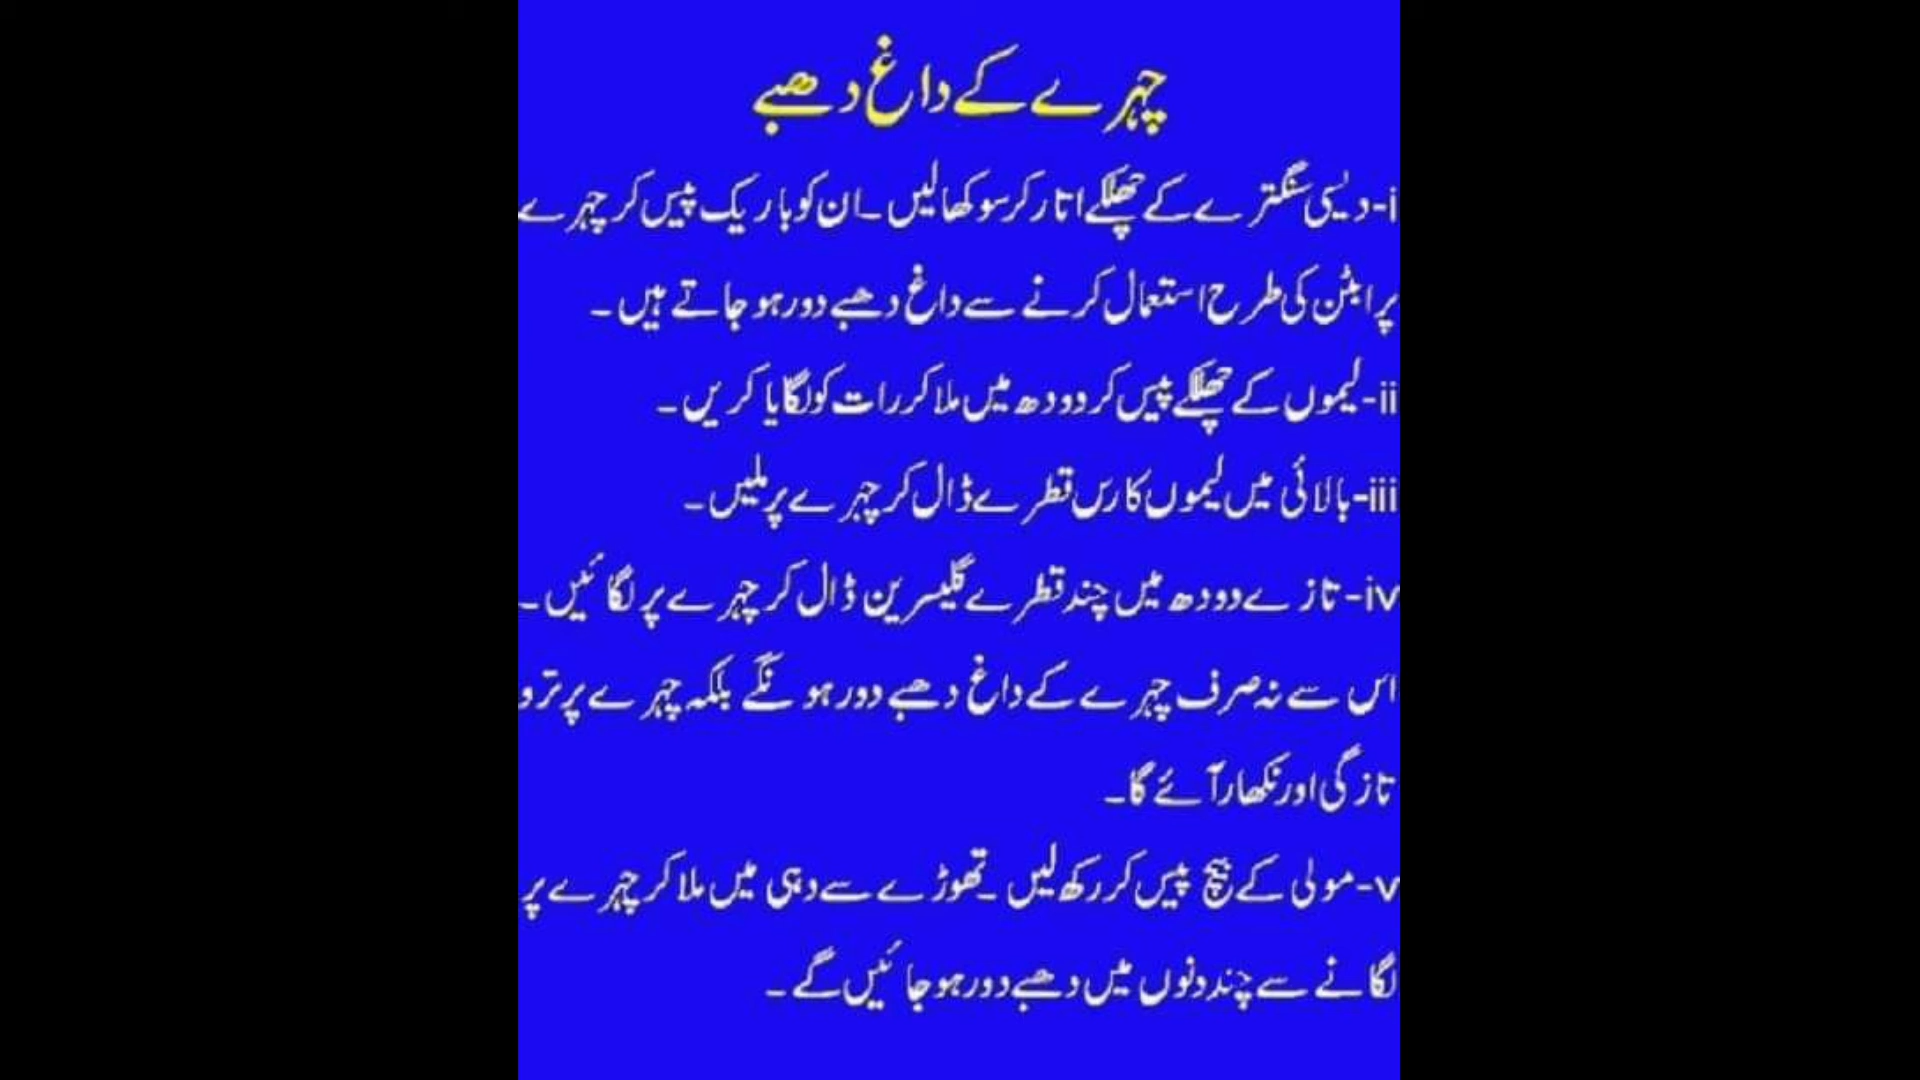 چہرے کے داغ دھبے
i-دیسی سنگترے کے چھلکے اتار کر سوکھا لیں ۔ان کو باریک پیس کر چہرے
پر ابٹن کی طرح استعمال کرنے سے داغ دھبے دور ہو جاتے ہیں ۔
ii-لیموں کے چھلکے پیس کر دودھ میں ملا کر رات کو لگایا کریں ۔
iii-بالائی میں لیموں کا رس قطرے ڈال کر چہرے پر ملیں ۔
iv-تازے دودھ میں چند قطرے گلیسرین ڈال کر چہرے پر لگائیں ۔
اس سے نہ صرف چہرے کے داغ دھبے دور ہونگے بلکہ چہرے پر ترو
تازگی اور نکھار آئے گا۔
v-مولی کے بیج پیس کر رکھ لیں ۔تھوڑے سے دہی میں ملا کر چہرے پر
لگانے سے چند دنوں میں دھبے دور ہو جائیں گے ۔